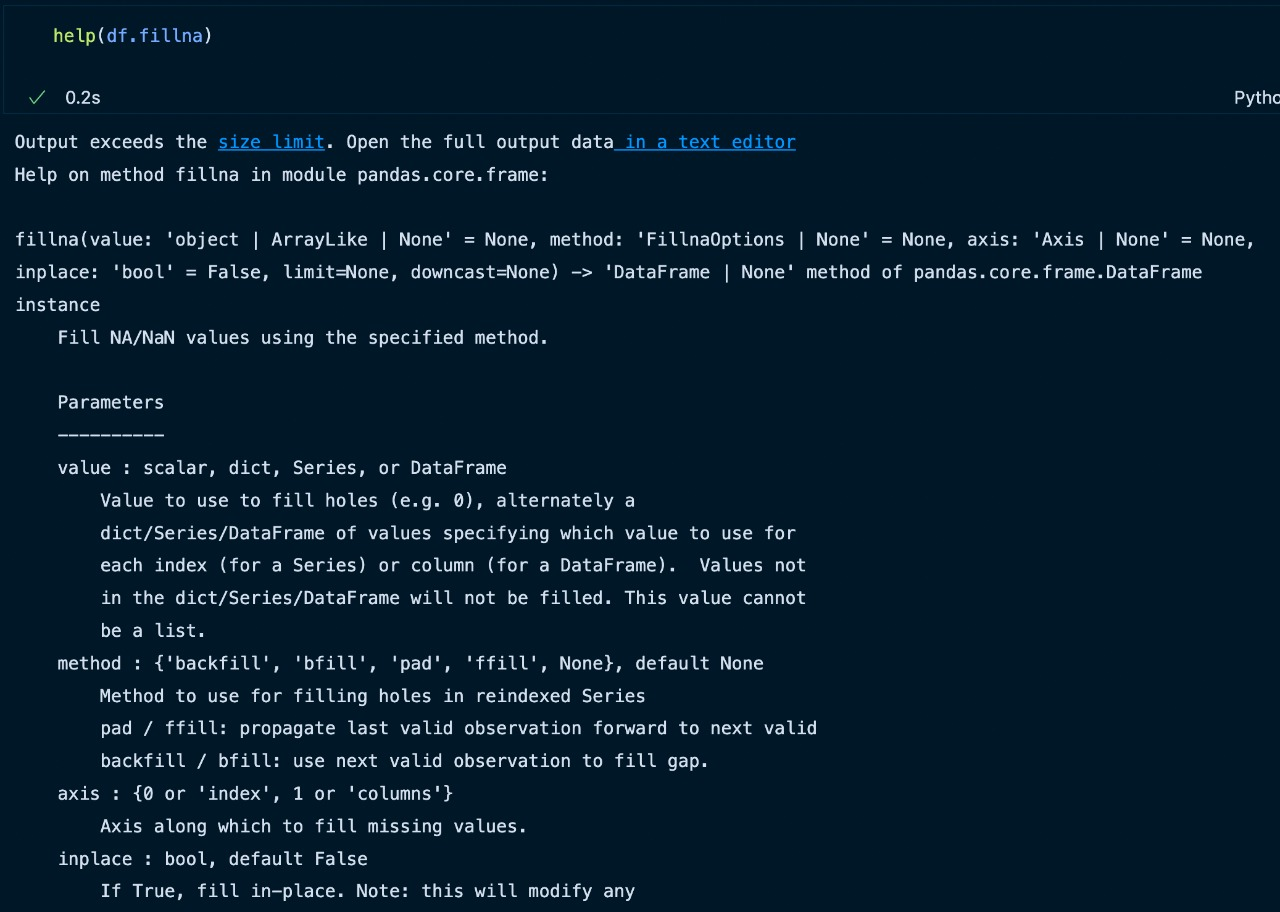 help(df.fillna)
0.2s
Output exceeds the size limit. Open the full output data in a text editor
Help on method fillna in module pandas.core.frame:
fillna(value: 'object | ArrayLike | None' = None, method: 'FillnaOptions | None' = None, axis: 'Axis | None' = None,
inplace: 'bool' = False, limit=None, downcast=None) -> 'DataFrame | None' method of pandas.core.frame.DataFrame
instance
Fill NA/NaN values using the specified method.
Parameters
----------
value : scalar, dict, Series, or DataFrame
Value to use to fill holes (e.g. 0), alternately a
dict/Series/DataFrame of values specifying which value to use for
each index (for a Series) or column (for a DataFrame).  Values not
in the dict/Series/DataFrame will not be filled. This value cannot
be a list.
method : {'backfill', 'bfill', 'pad', 'ffill', None}, default None
Method to use for filling holes in reindexed Series
pad / ffill: propagate last valid observation forward to next valid
backfill / bfill: use next valid observation to fill gap.
axis : {0 or 'index', 1 or 'columns'}
Axis along which to fill missing values.
inplace : bool, default False
If True, fill in-place. Note: this will modify any